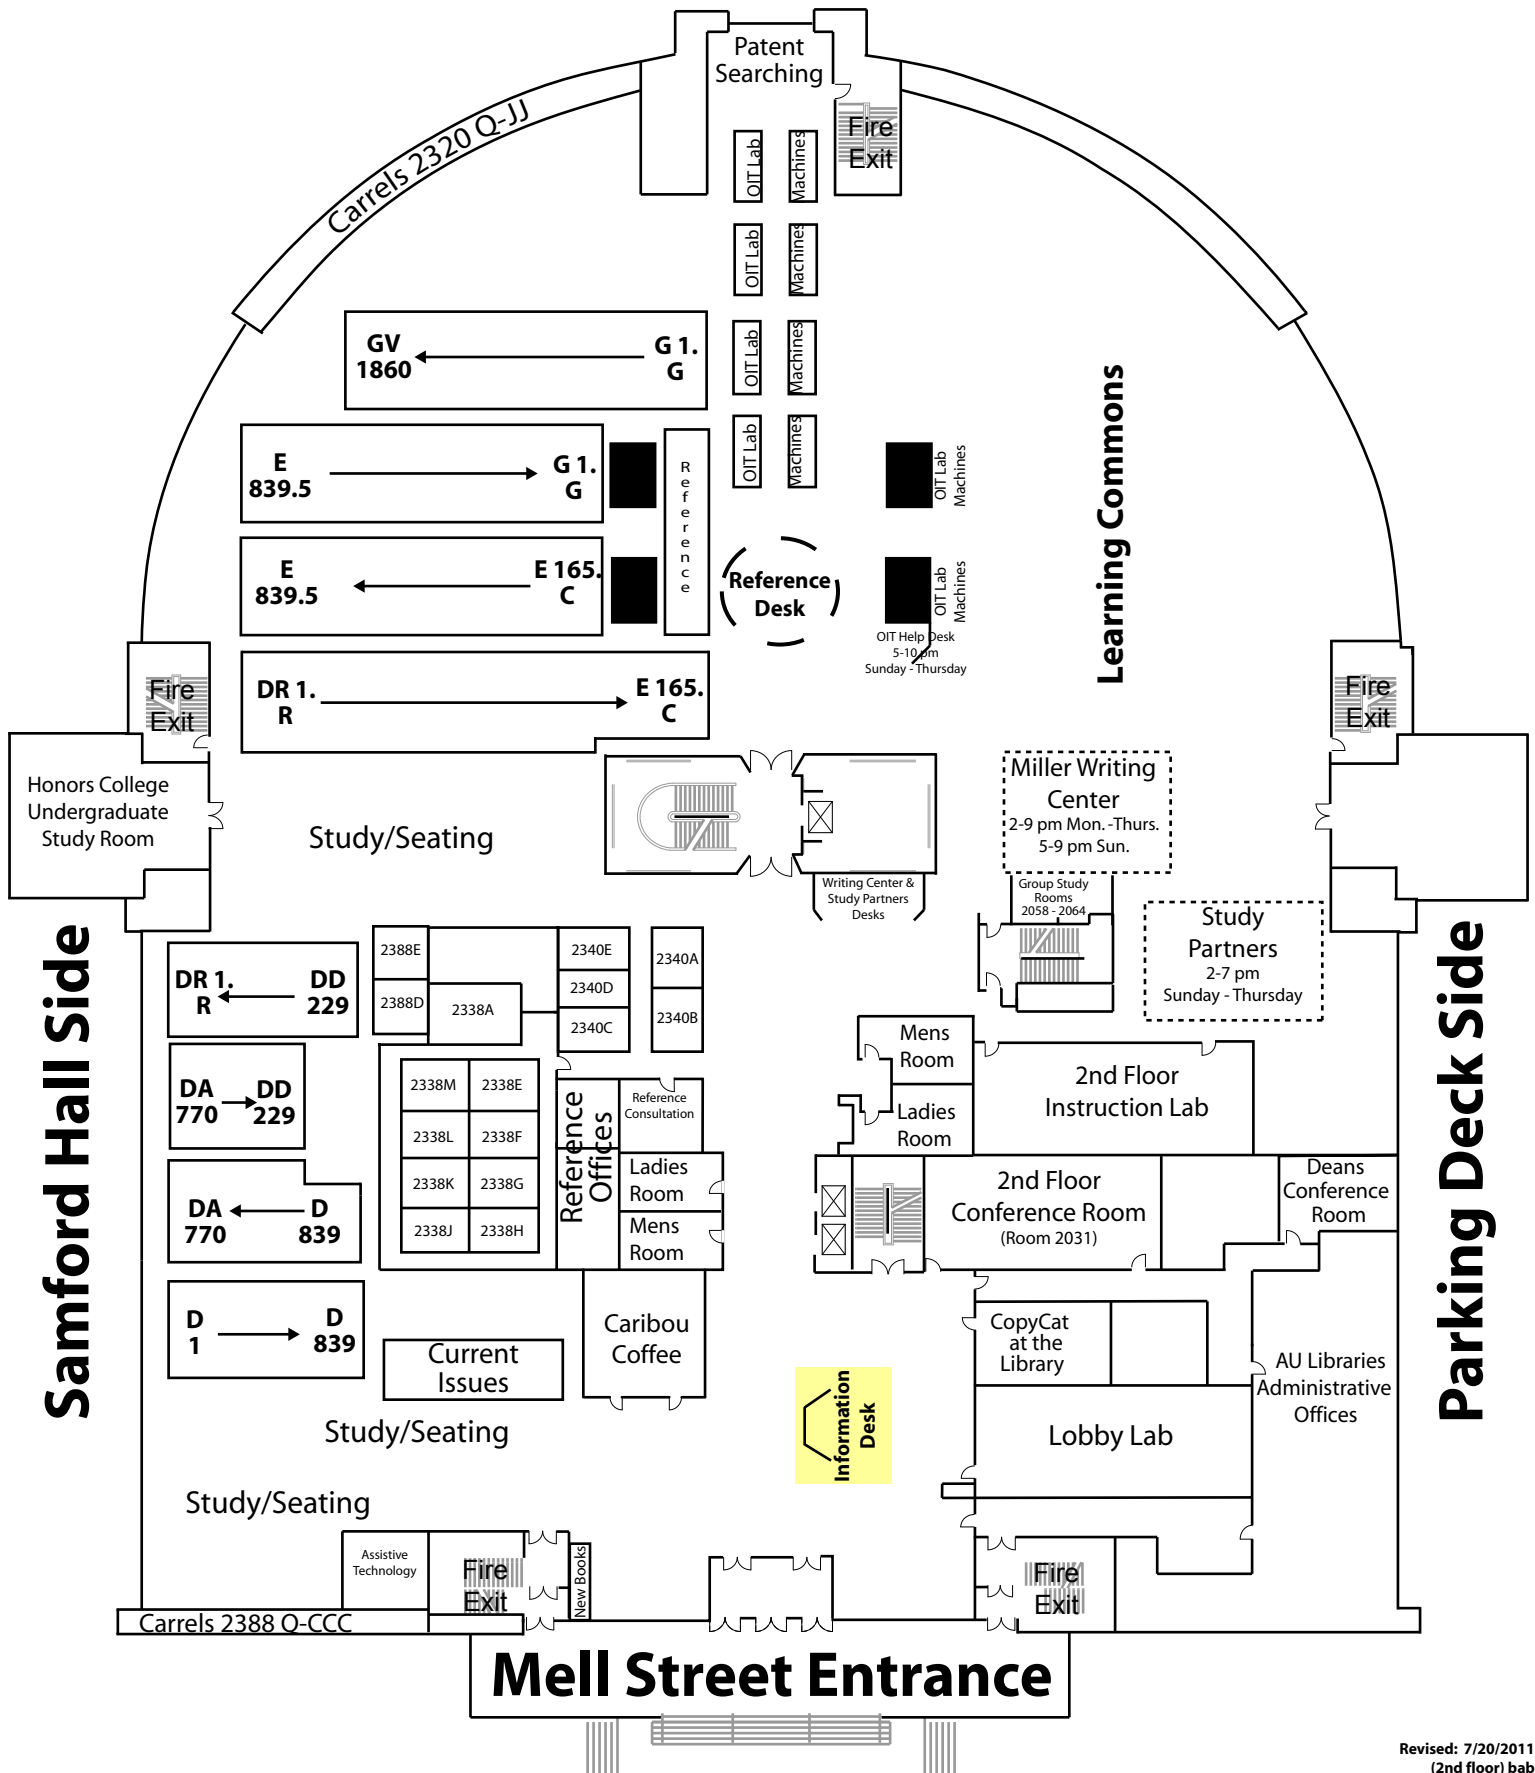 Patent
Searching
Fire
Exit
Carrels 2320 Q-JJ
OIT Lab
Machines
OIT Lab
Machines
OIT Lab
Machines
OIT Lab
Machines
GV
1860
G 1.
G
E
839.5
G 1.
G
Reference
OIT Lab
Machines
Learning Commons
E
839.5
E 165.
C
Reference
Desk
OIT Lab
Machines
OIT Help Desk
5-10 pm
Sunday - Thursday
DR 1.
R
E 165.
C
Fire
Exit
Fire
Exit
Honors College
Undergraduate
Study Room
Study/Seating
Miller Writing
Center
2-9 pm Mon. -Thurs.
5-9 pm Sun.
Writing Center &
Study Partners
Desks
Group Study
Rooms
2058 - 2064
Study
Partners
2-7 pm
Sunday - Thursday
Samford Hall Side
Parking Deck Side
DR 1.
R
DD
229
2388E
2388D
2338A
2340E
2340D
2340C
2340A
2340B
DA
770
DD
229
2338M
2338E
2338L
2338F
2338K
2338G
2338J
2338H
Reference
Offices
Reference
Consultation
Ladies
Room
Mens
Room
Mens
Room
Ladies
Room
2nd Floor
Instruction Lab
2nd Floor
Conference Room
(Room 2031)
Deans
Conference
Room
DA
770
D
839
D
1
D
839
Current
Issues
Caribou
Coffee
CopyCat
at the
Library
AU Libraries
Administrative
Offices
Information
Desk
Lobby Lab
Study/Seating
Study/Seating
Assistive
Technology
Fire
Exit
New Books
Fire
Exit
Carrels 2388 Q-CCC
Mell Street Entrance
Revised: 7/20/2011
(2nd floor) bab